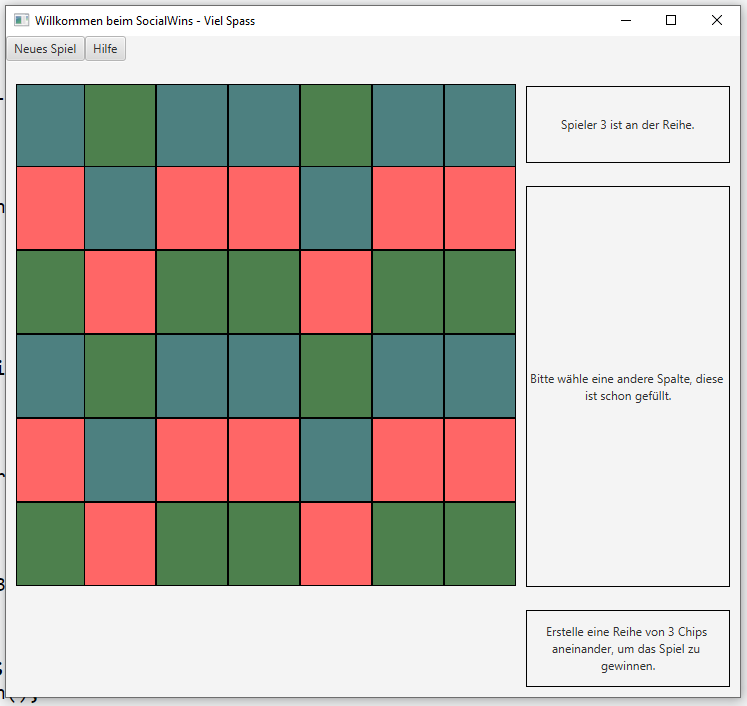 Willkommen beim SocialWins - Viel Spass
Neues Spiel Hilfe
Spieler 3 ist an der Reihe.
Bitte wähle eine andere Spalte, diese
ist schon gefüllt.
Erstelle eine Reihe von 3 Chips
aneinander, um das Spiel zu
gewinnen.